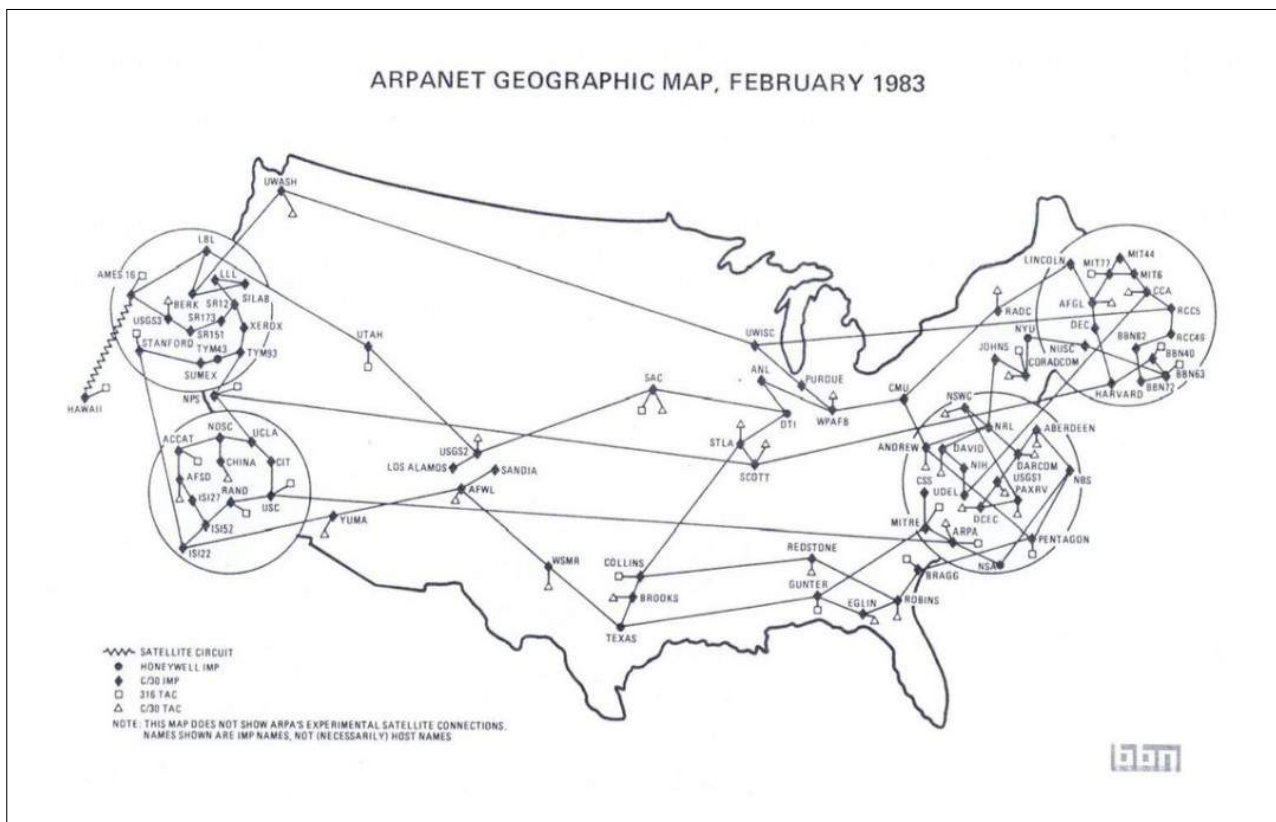 ARPANET GEOGRAPHIC MAP, FEBRUARY 1983
UWASH
LBL
AMES 16
LLL
BERK
SR12
SILAB
USGS3
SR173
XEROX
SR151
STANFORD
TYM43
TYM93
SUMEX
HAWAII
NPS
UTAH
ACCAT
NOSC
UCLA
CHINA
CIT
AFSD
ISI27
RAND
USC
ISI52
ISI22
YUMA
USGS2
LOS ALAMOS
SANDIA
AFWL
SAC
UWISC
ANL
PURDUE
DTI
WPAFB
STLA
SCOTT
CMU
WSMR
COLLINS
BROOKS
TEXAS
REDSTONE
GUNTER
EGLIN
ROBINS
BRAGG
LINCOLN
MIT44
MIT77
MIT6
CCA
AFGL
RCC5
RADC
DEC
NYU
BBN82
RCC49
JOHNS
NUSC
BBN40
CORADCOM
BBN63
HARVARD
BBN72
NSWC
NRL
ABERDEEN
ANDREW
DAVID
DARCOM
NIH
USGS1
NBS
CSS
UDEL
PAXRV
DCEC
MITRE
ARPA
PENTAGON
NSA
SATELLITE CIRCUIT
HONEYWELL IMP
C/30 IMP
316 TAC
C/30 TAC
NOTE: THIS MAP DOES NOT SHOW ARPA'S EXPERIMENTAL SATELLITE CONNECTIONS.
NAMES SHOWN ARE IMP NAMES, NOT (NECESSARILY) HOST NAMES
bbn